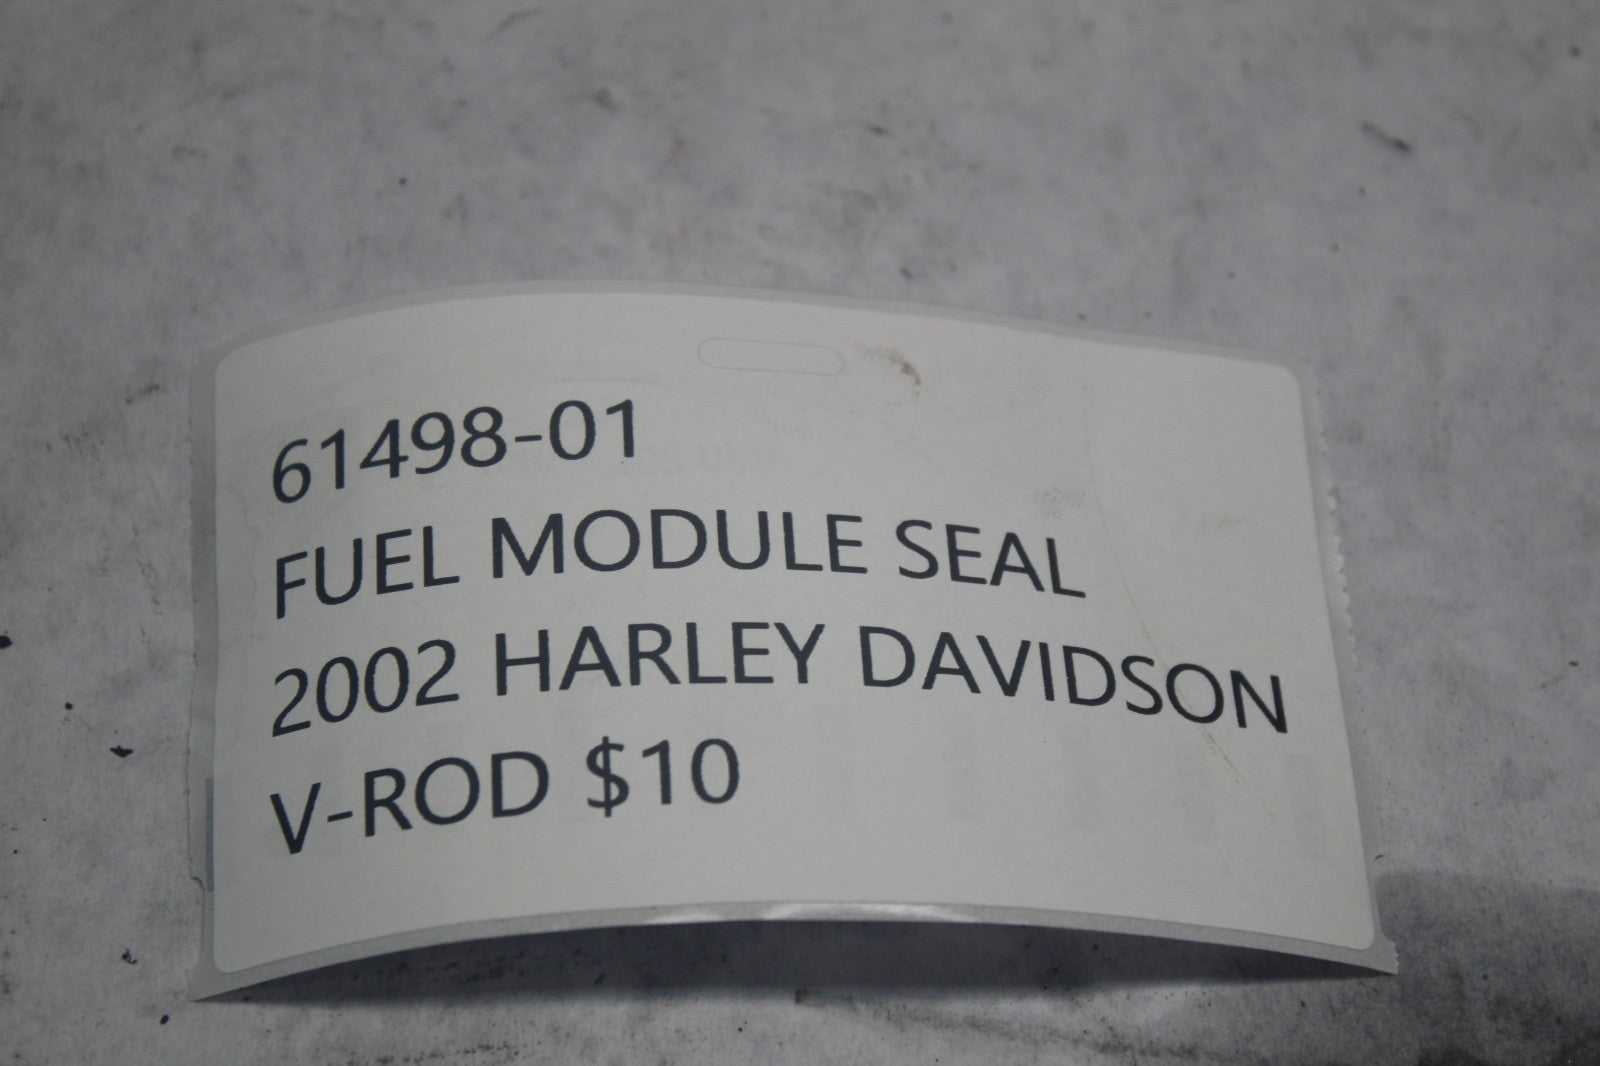 61498-01
FUEL MODULE SEAL
2002 HARLEY DAVIDSON
V-ROD $10